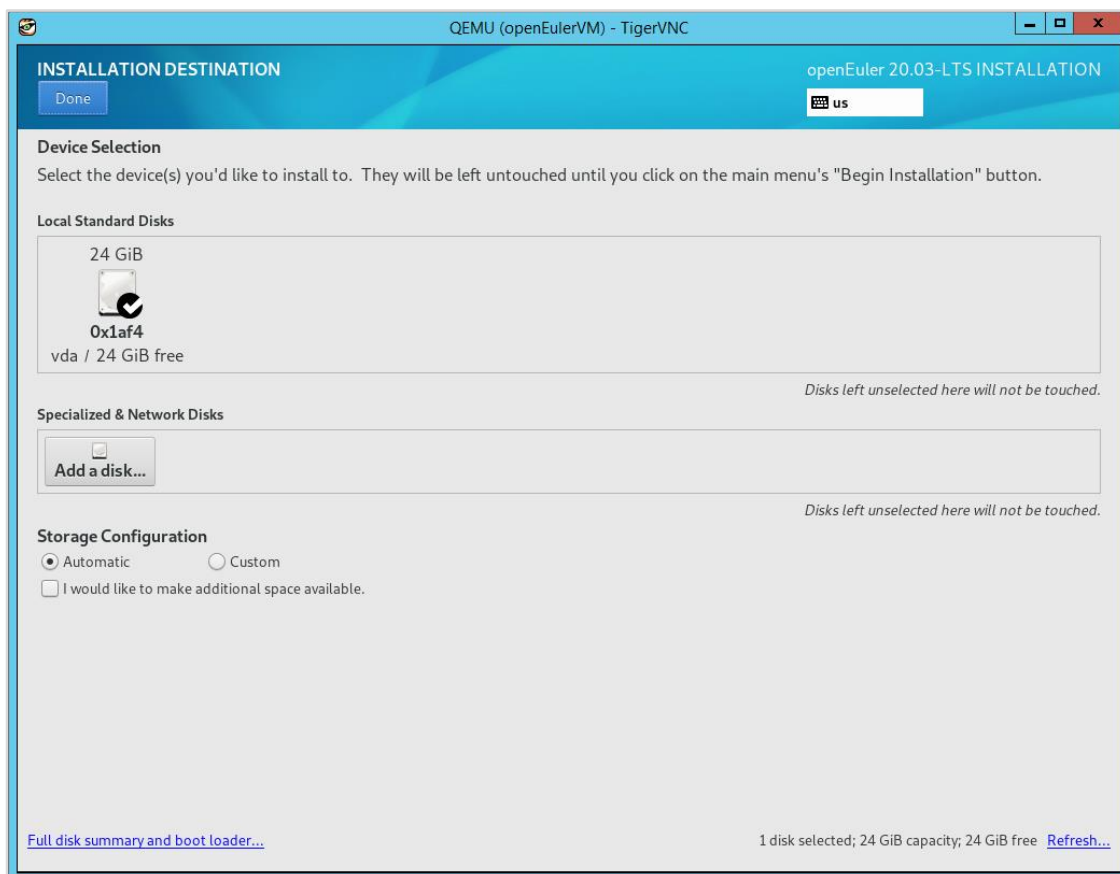 QEMU (openEulerVM) - TigerVNC
INSTALLATION DESTINATION
Done
openEuler 20.03-LTS INSTALLATION
us
Device Selection
Select the device(s) you'd like to install to. They will be left untouched until you click on the main menu's "Begin Installation" button.
Local Standard Disks
24 GiB
0x1af4
vda / 24 GiB free
Disks left unselected here will not be touched.
Specialized & Network Disks
Add a disk...
Disks left unselected here will not be touched.
Storage Configuration
Automatic Custom
I would like to make additional space available.
Full disk summary and boot loader... 1 disk selected; 24 GiB capacity; 24 GiB free Refresh...